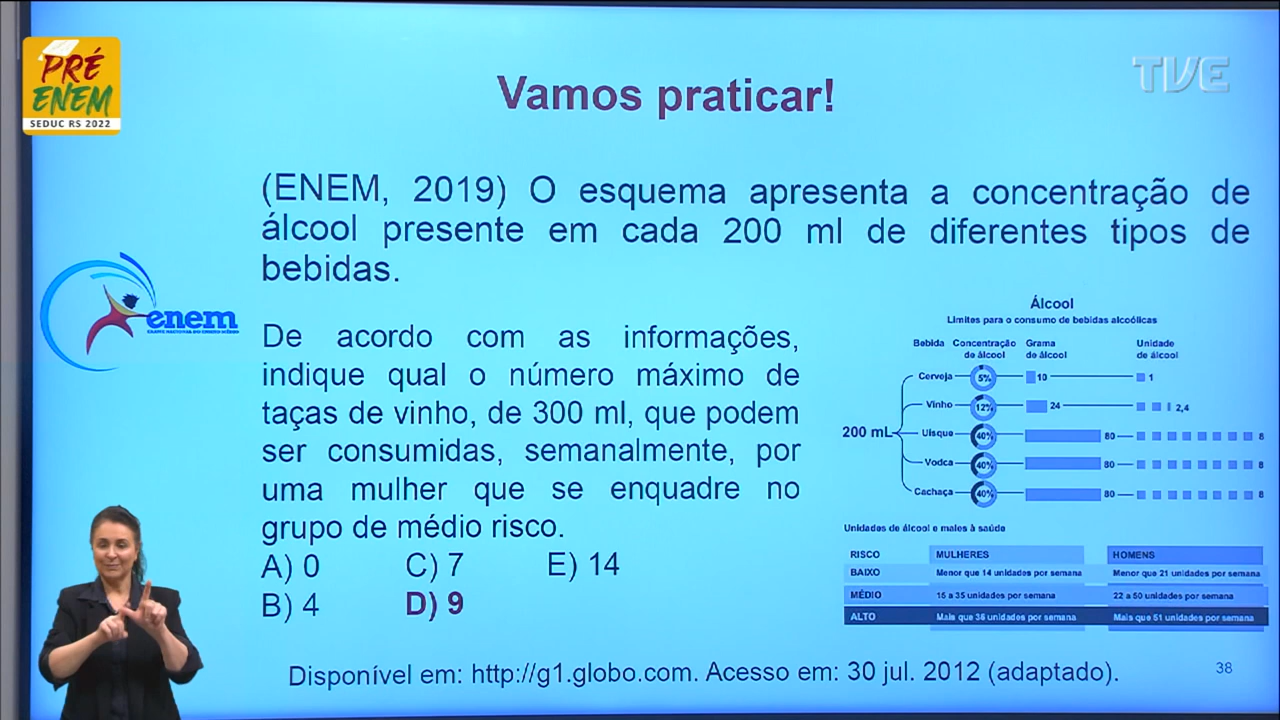 PRÉ
ENEM
SEDUC RS 2022
TVE
Vamos praticar!
(ENEM, 2019) O esquema apresenta a concentração de
álcool presente em cada 200 ml de diferentes tipos de
bebidas.
enem
EXAME NACIONAL DO ENSINO MÉDIO
De acordo com as informações,
indique qual o número máximo de
taças de vinho, de 300 ml, que podem
ser consumidas, semanalmente, por
uma mulher que se enquadre no
grupo de médio risco.
A) 0 C) 7 E) 14
B) 4 D) 9
Álcool
Limites para o consumo de bebidas alcoólicas
Bebida Concentração de álcool Grama de álcool Unidade de álcool
200 mL
Cerveja 5% 10 1
Vinho 12% 24 2,4
Uísque 40% 80 8
Vodca 40% 80 8
Cachaça 40% 80 8
Unidades de álcool e males à saúde
RISCO MULHERES HOMENS
BAIXO Menor que 14 unidades por semana Menor que 21 unidades por semana
MÉDIO 15 a 35 unidades por semana 22 a 50 unidades por semana
ALTO Mais que 36 unidades por semana Mais que 51 unidades por semana
Disponível em: http://g1.globo.com. Acesso em: 30 jul. 2012 (adaptado).
38